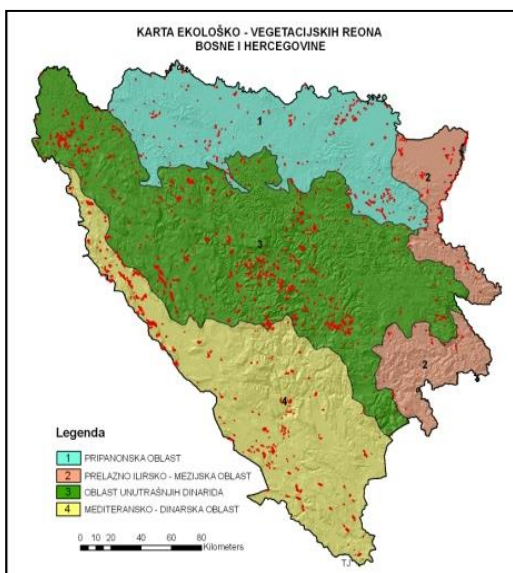 KARTA EKOLOŠKO - VEGETACIJSKIH REONA
BOSNE I HERCEGOVINE
1
2
3
2
4
Legenda
1 PRIPANONSKA OBLAST
2 PRELAZNO ILIRSKO - MEZIJSKA OBLAST
3 OBLAST UNUTRAŠNJIH DINARIDA
4 MEDITERANSKO - DINARSKA OBLAST
0 10 20 40 60 80
Kilometers
TJ